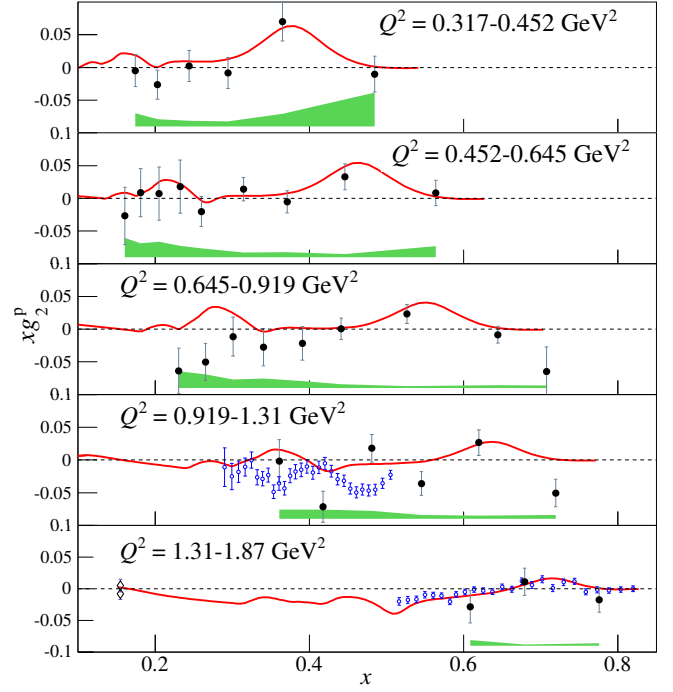 Q² = 0.317-0.452 GeV²
0.05
0
-0.05
0.1
Q² = 0.452-0.645 GeV²
0.05
0
-0.05
0.1
Q² = 0.645-0.919 GeV²
0.05
0
-0.05
0.1
xg₂ᵖ
Q² = 0.919-1.31 GeV²
0.05
0
-0.05
0.1
Q² = 1.31-1.87 GeV²
0.05
0
-0.05
-0.1
0.2 0.4 0.6 0.8
x